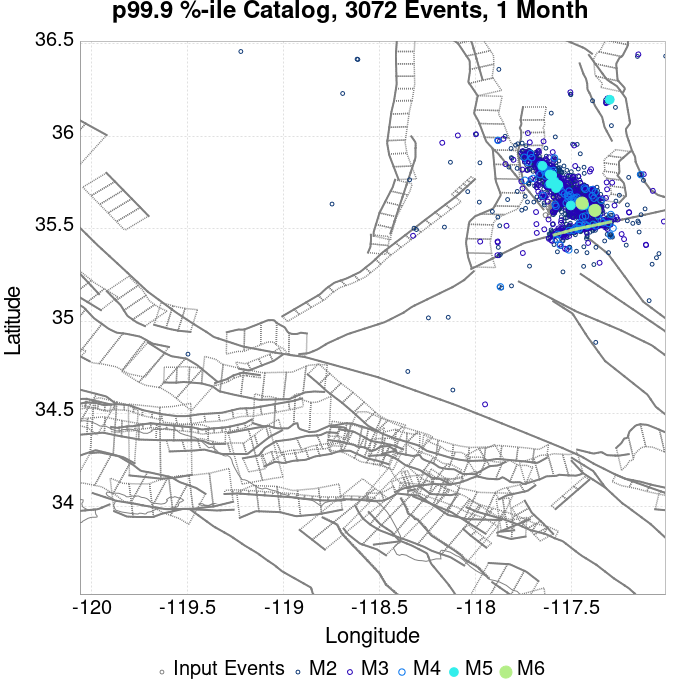 p99.9 %-ile Catalog, 3072 Events, 1 Month
36.5
36
35.5
35
34.5
34
Latitude
-120
-119.5
-119
-118.5
-118
-117.5
Longitude
Input Events
M2
M3
M4
M5
M6